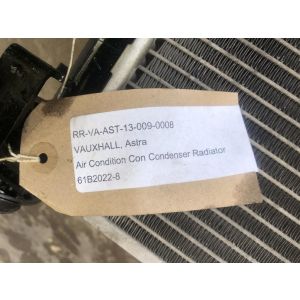 RR-VA-AST-13-009-0008
VAUXHALL, Astra
Air Condition Con Condenser Radiator
61B2022-8